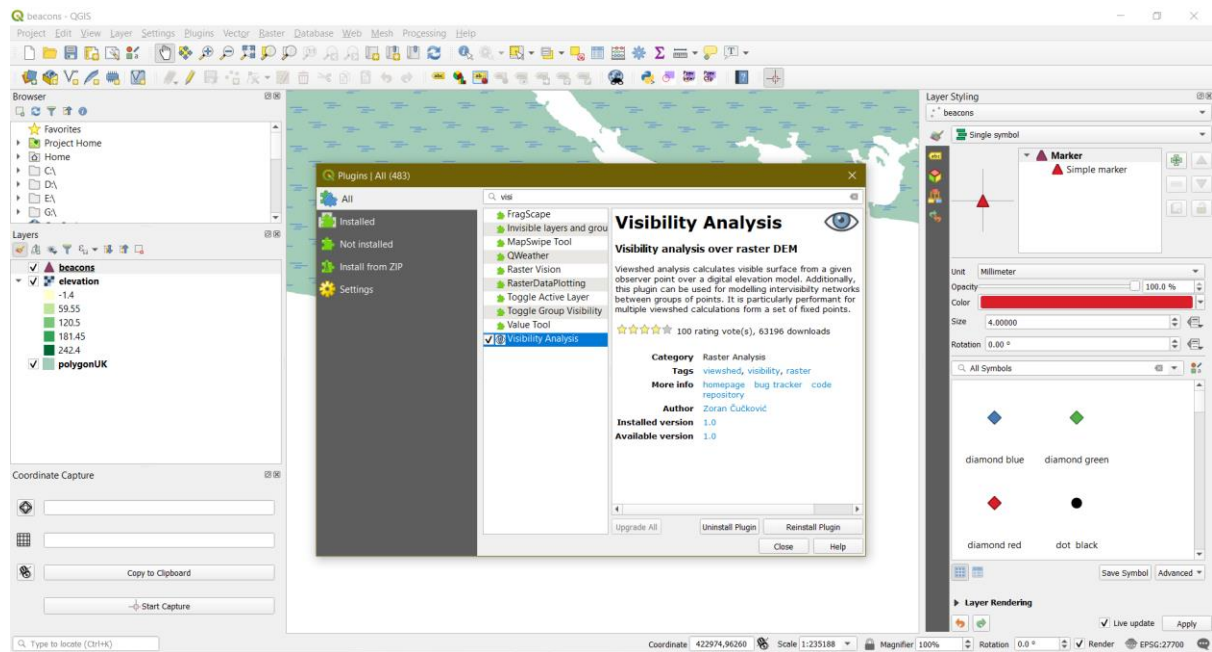 beacons - QGIS
Project Edit View Layer Settings Plugins Vector Raster Database Web Mesh Processing Help
Browser
Favorites
Project Home
Home
C:\
D:\
E:\
G:\
Layers
beacons
elevation
-1.4
59.55
120.5
181.45
242.4
polygonUK
Coordinate Capture
Copy to Clipboard
Start Capture
Plugins | All (483)
All
Installed
Not installed
Install from ZIP
Settings
visi
FragScape
Invisible layers and grou
MapSwipe Tool
QWeather
Raster Vision
RasterDataPlotting
Toggle Active Layer
Toggle Group Visibility
Value Tool
Visibility Analysis
Visibility Analysis
Visibility analysis over raster DEM
Viewshed analysis calculates visible surface from a given
observer point over a digital elevation model. Additionally,
this plugin can be used for modelling intervisibilty networks
between groups of points. It is particularly performant for
multiple viewshed calculations form a set of fixed points.
100 rating vote(s), 63196 downloads
Category Raster Analysis
Tags viewshed, visibility, raster
More info homepage bug tracker code
repository
Author Zoran Čučković
Installed version 1.0
Available version 1.0
Upgrade All Uninstall Plugin Reinstall Plugin
Close Help
Layer Styling
beacons
Single symbol
Marker
Simple marker
Unit Millimeter
Opacity 100.0 %
Color
Size 4.00000
Rotation 0.00 °
All Symbols
diamond blue diamond green
diamond red dot black
Save Symbol Advanced
Layer Rendering
Live update Apply
Type to locate (Ctrl+K) Coordinate 422974,96260 Scale 1:235188 Magnifier 100% Rotation 0.0 ° Render EPSG:27700